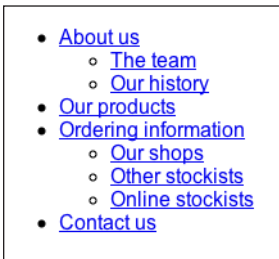 About us
The team
Our history
Our products
Ordering information
Our shops
Other stockists
Online stockists
Contact us